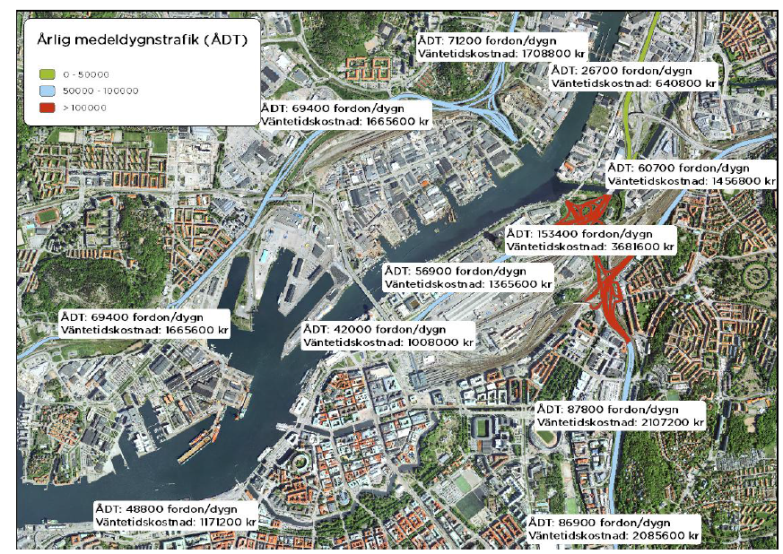 Årlig medeldygnstrafik (ÅDT)
0 - 50000
50000 - 100000
> 100000
ÅDT: 71200 fordon/dygn
Väntetidskostnad: 1708800 kr
ÅDT: 26700 fordon/dygn
Väntetidskostnad: 640800 kr
ÅDT: 69400 fordon/dygn
Väntetidskostnad: 1665600 kr
ÅDT: 60700 fordon/dygn
Väntetidskostnad: 1456800 kr
ÅDT: 153400 fordon/dygn
Väntetidskostnad: 3681600 kr
ÅDT: 56900 fordon/dygn
Väntetidskostnad: 1365600 kr
ÅDT: 69400 fordon/dygn
Väntetidskostnad: 1665600 kr
ÅDT: 42000 fordon/dygn
Väntetidskostnad: 1008000 kr
ÅDT: 87800 fordon/dygn
Väntetidskostnad: 2107200 kr
ÅDT: 48800 fordon/dygn
Väntetidskostnad: 1171200 kr
ÅDT: 86900 fordon/dygn
Väntetidskostnad: 2085600 kr